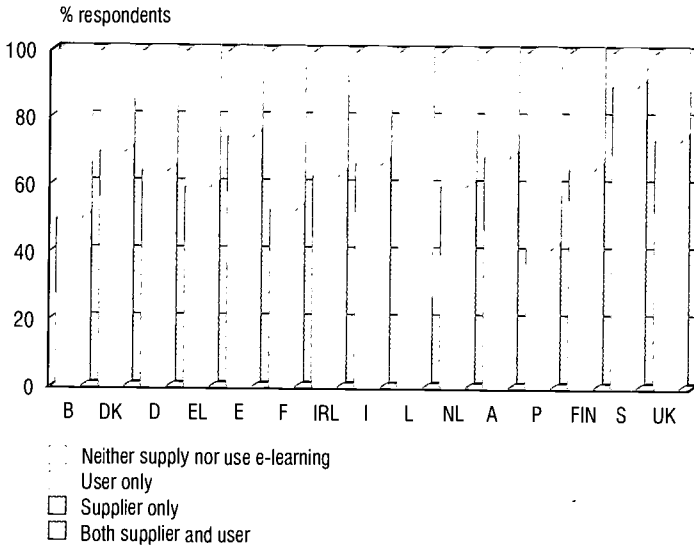 % respondents
100
80
60
40
20
0
B DK D EL E F IRL I L NL A P FIN S UK
Neither supply nor use e-learning
User only
Supplier only
Both supplier and user